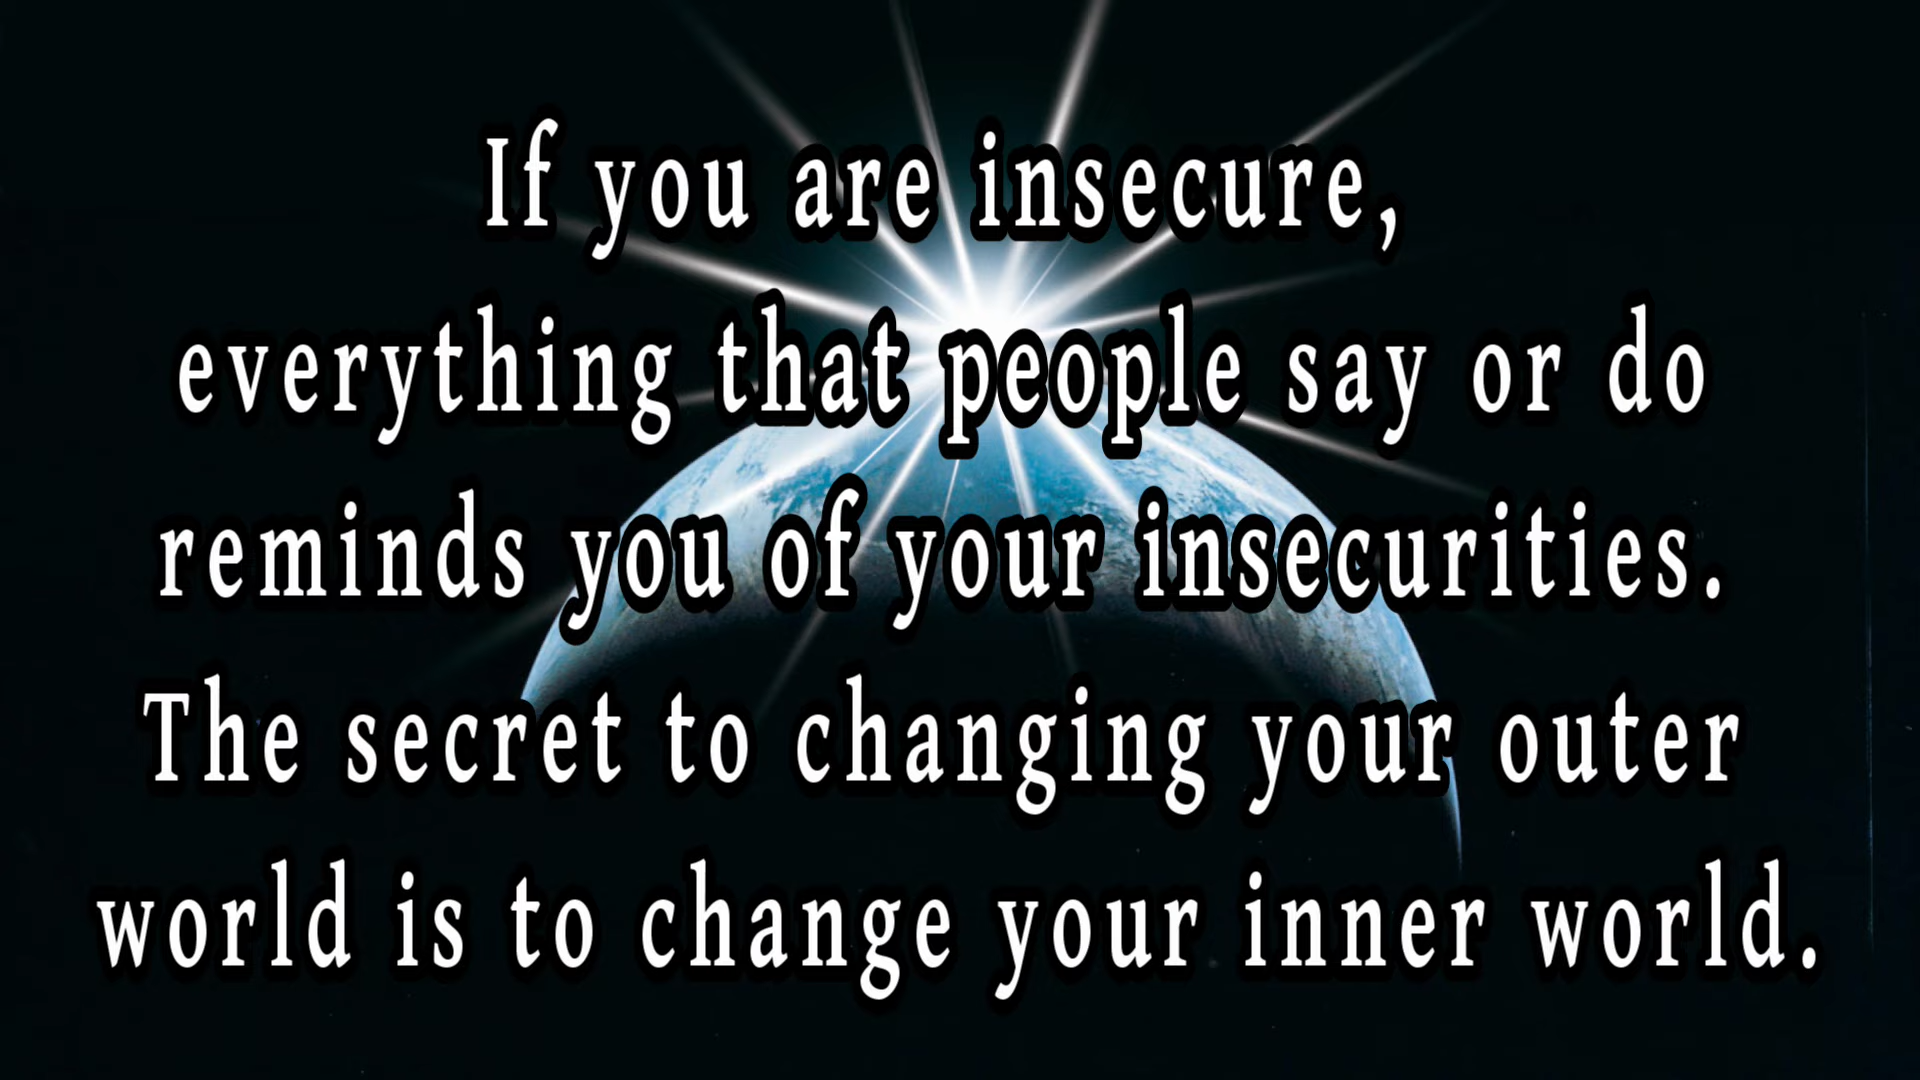 If you are insecure,
everything that people say or do
reminds you of your insecurities.
The secret to changing your outer
world is to change your inner world.